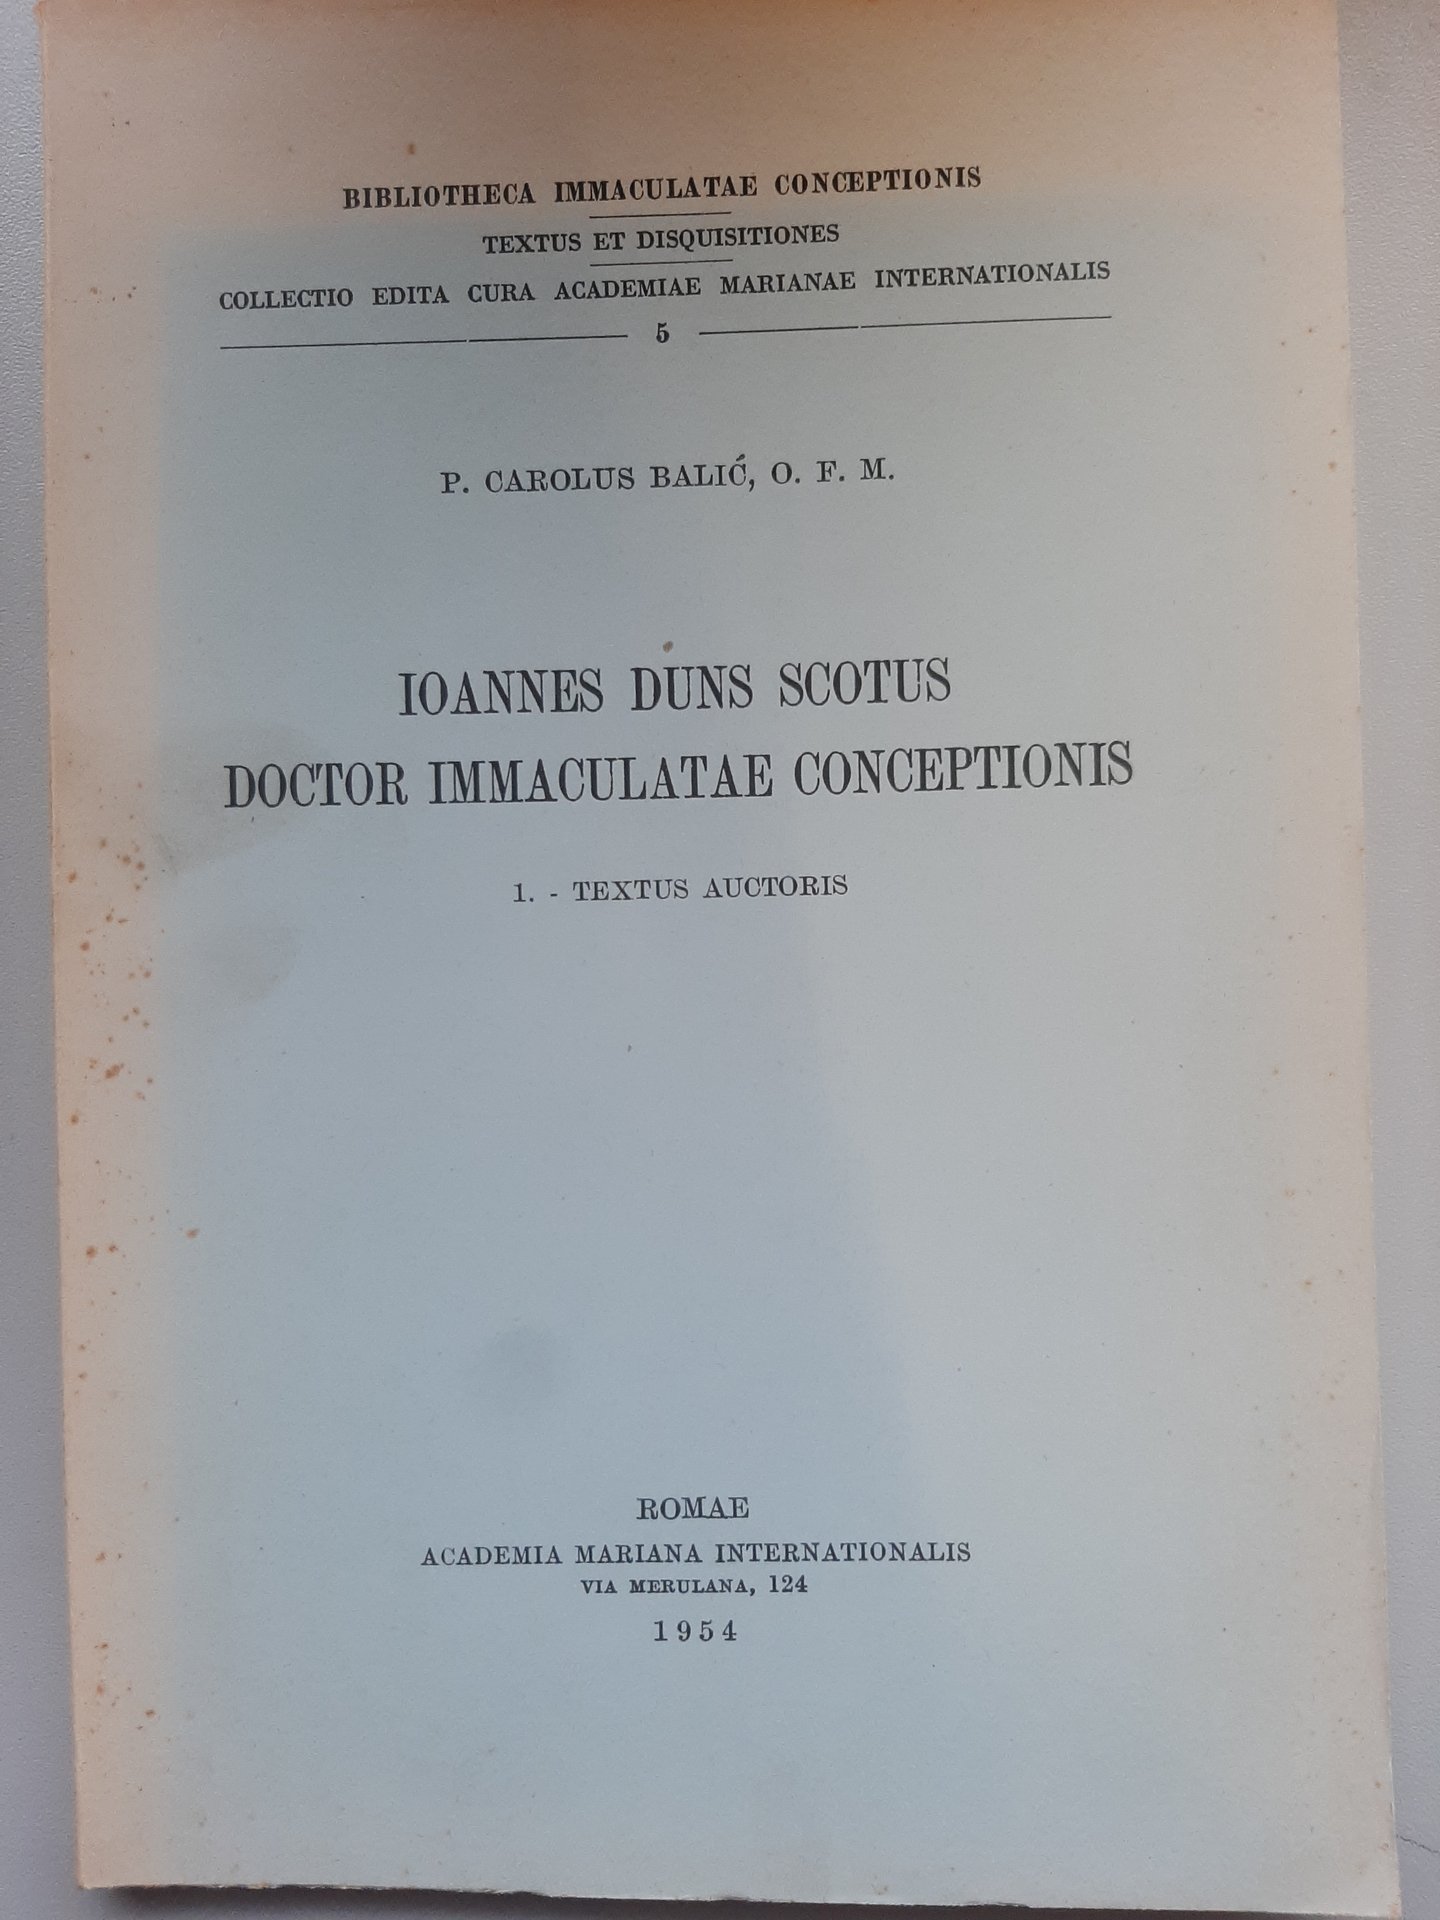 BIBLIOTHECA IMMACULATAE CONCEPTIONIS
TEXTUS ET DISQUISITIONES
COLLECTIO EDITA CURA ACADEMIAE MARIANAE INTERNATIONALIS
5
P. CAROLUS BALIĆ, O. F. M.
IOANNES DUNS SCOTUS
DOCTOR IMMACULATAE CONCEPTIONIS
1. - TEXTUS AUCTORIS
ROMAE
ACADEMIA MARIANA INTERNATIONALIS
VIA MERULANA, 124
1954